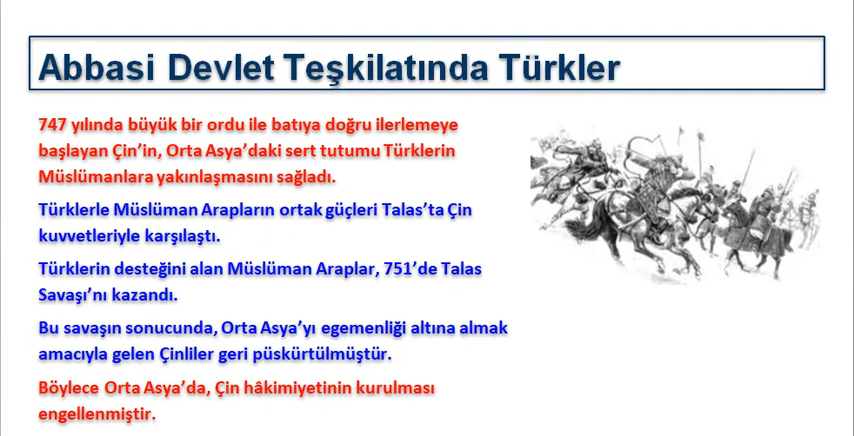 Abbasi Devlet Teşkilatında Türkler
747 yılında büyük bir ordu ile batıya doğru ilerlemeye
başlayan Çin’in, Orta Asya’daki sert tutumu Türklerin
Müslümanlara yakınlaşmasını sağladı.
Türklerle Müslüman Arapların ortak güçleri Talas’ta Çin
kuvvetleriyle karşılaştı.
Türklerin desteğini alan Müslüman Araplar, 751’de Talas
Savaşı’nı kazandı.
Bu savaşın sonucunda, Orta Asya’yı egemenliği altına almak
amacıyla gelen Çinliler geri püskürtülmüştür.
Böylece Orta Asya’da, Çin hâkimiyetinin kurulması
engellenmiştir.